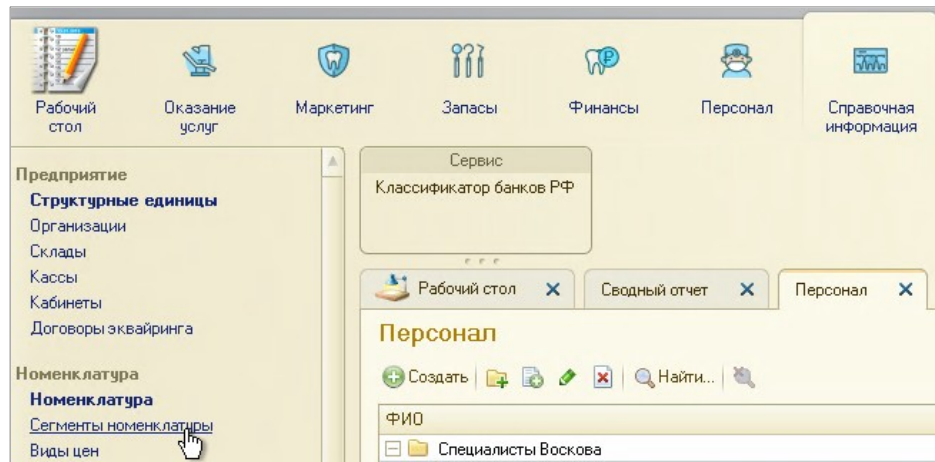 Рабочий стол
Оказание услуг
Маркетинг
Запасы
Финансы
Персонал
Справочная информация
Предприятие
Структурные единицы
Организации
Склады
Кассы
Кабинеты
Договоры эквайринга
Номенклатура
Номенклатура
Сегменты номенклатуры
Виды цен
Сервис
Классификатор банков РФ
Рабочий стол
Сводный отчет
Персонал
Персонал
Создать
Найти...
ФИО
Специалисты Воскова